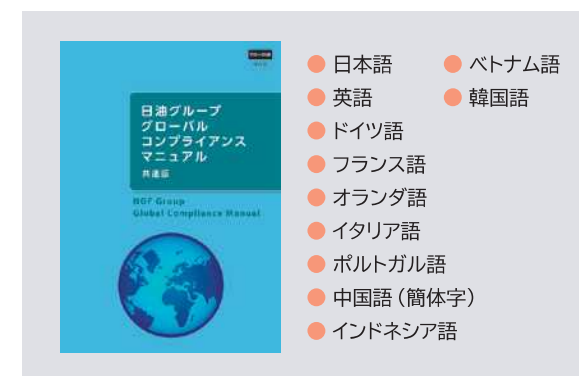 日油グループ
グローバル
コンプライアンス
マニュアル
共通版
NOF Group
Global Compliance Manual
● 日本語
● 英語
● ドイツ語
● フランス語
● オランダ語
● イタリア語
● ポルトガル語
● 中国語（簡体字）
● インドネシア語
● ベトナム語
● 韓国語